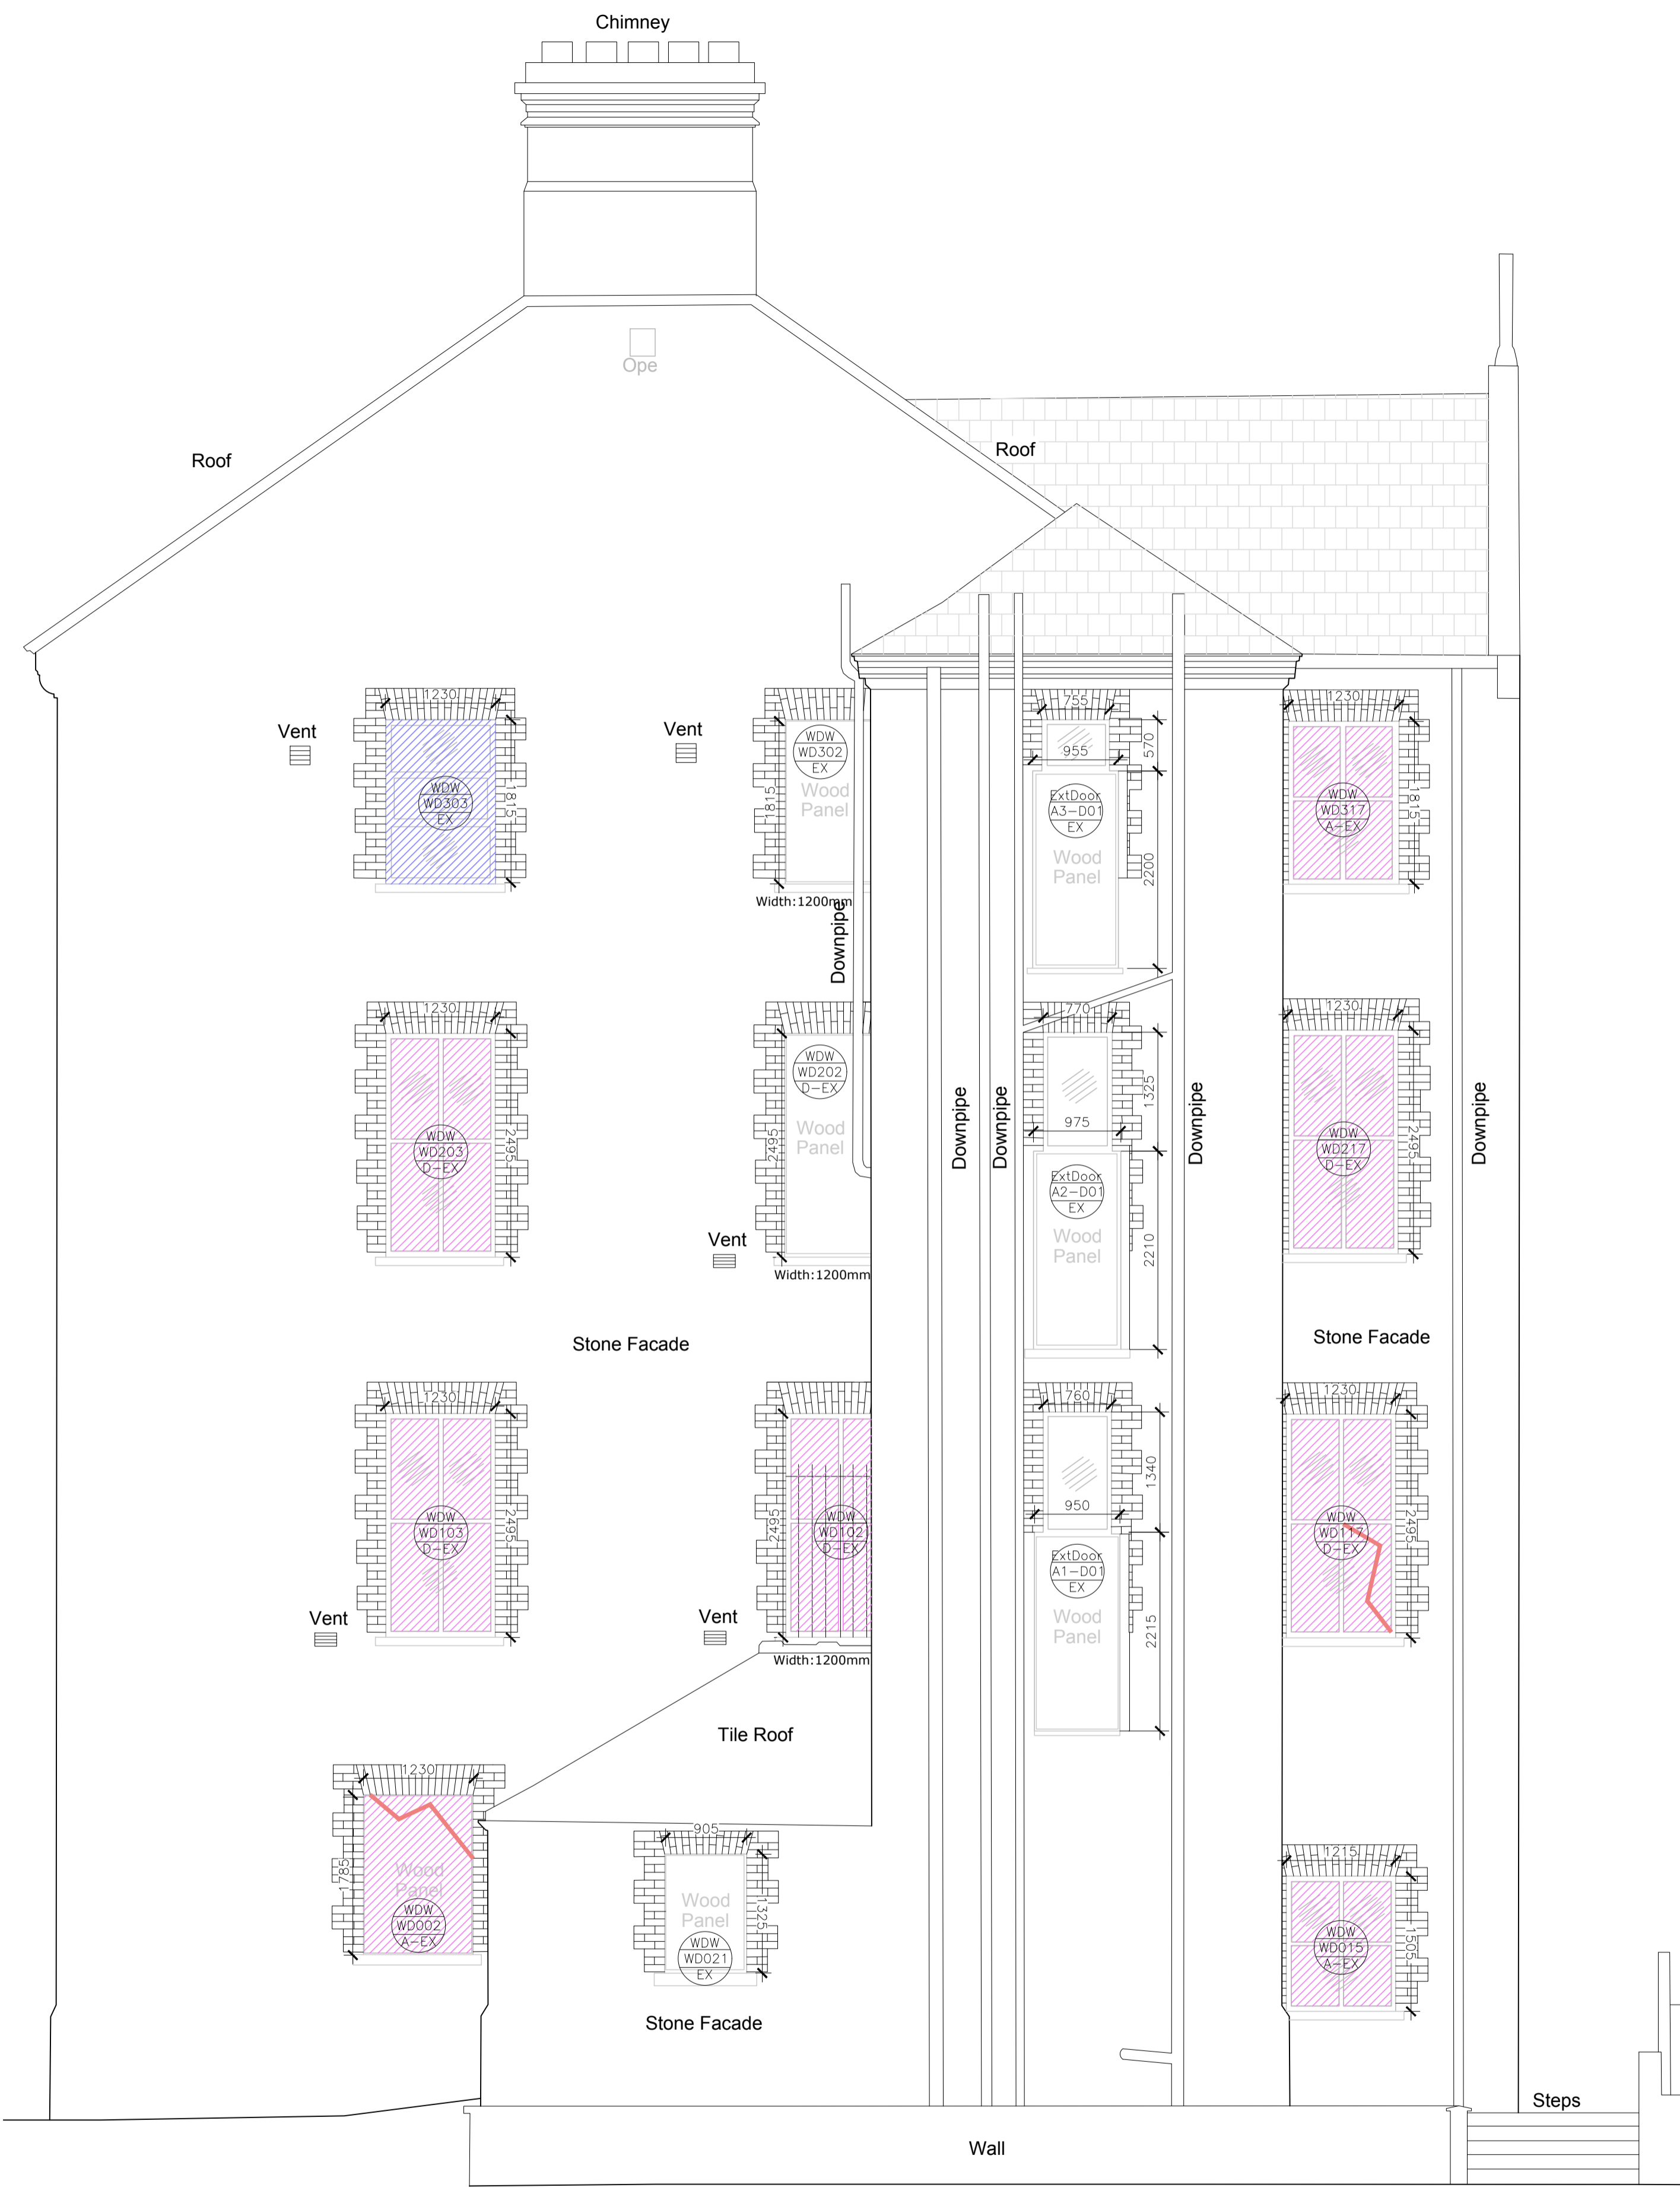 Chimney
Ope
Roof
Roof
1230
Vent
WDW
WD303
EX
1815
Vent
WDW
WD302
EX
Wood
Panel
1815
Width:1200mm
Downpipe
755
955
570
ExtDoor
A3-D01
EX
Wood
Panel
2200
1230
WDW
WD317
A-EX
1815
1230
WDW
WD203
D-EX
2495
WDW
WD202
D-EX
Wood
Panel
2495
Vent
Width:1200mm
Downpipe
Downpipe
770
1325
975
ExtDoor
A2-D01
EX
Wood
Panel
2210
Downpipe
1230
WDW
WD217
D-EX
2495
Downpipe
Stone Facade
Stone Facade
1230
WDW
WD103
D-EX
2495
Vent
WDW
WD102
D-EX
2495
Vent
Width:1200mm
760
1340
950
ExtDoor
A1-D01
EX
Wood
Panel
2215
1230
WDW
WD117
D-EX
2495
Tile Roof
1230
1785
Wood
Panel
WDW
WD002
A-EX
905
Wood
Panel
1325
WDW
WD021
EX
1215
WDW
WD015
A-EX
1505
Stone Facade
Steps
Wall